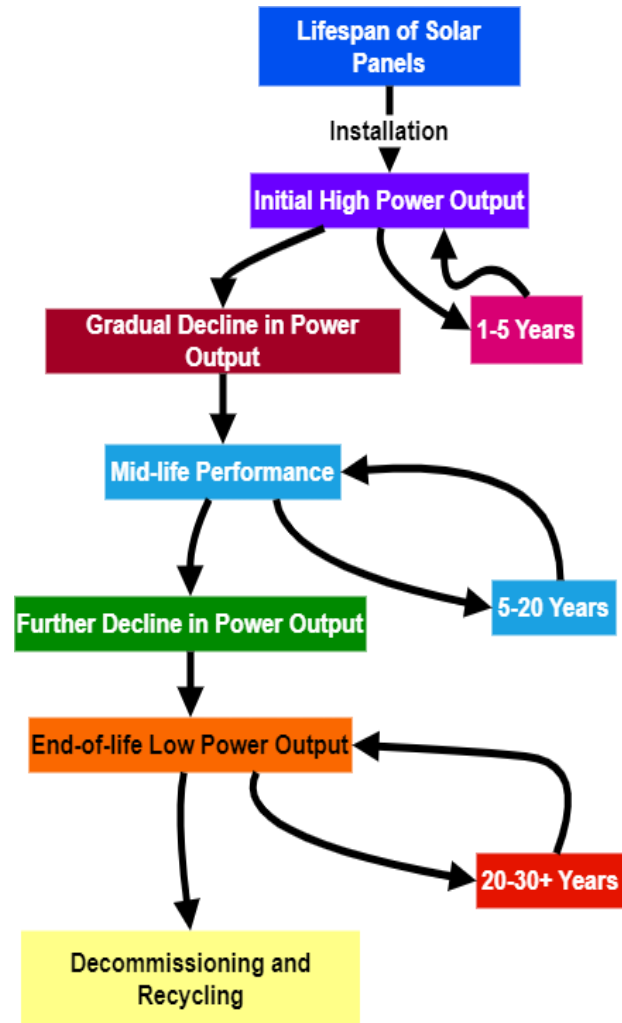 Lifespan of Solar
Panels
Installation
Initial High Power Output
Gradual Decline in Power
Output
1-5 Years
Mid-life Performance
5-20 Years
Further Decline in Power Output
End-of-life Low Power Output
20-30+ Years
Decommissioning and
Recycling